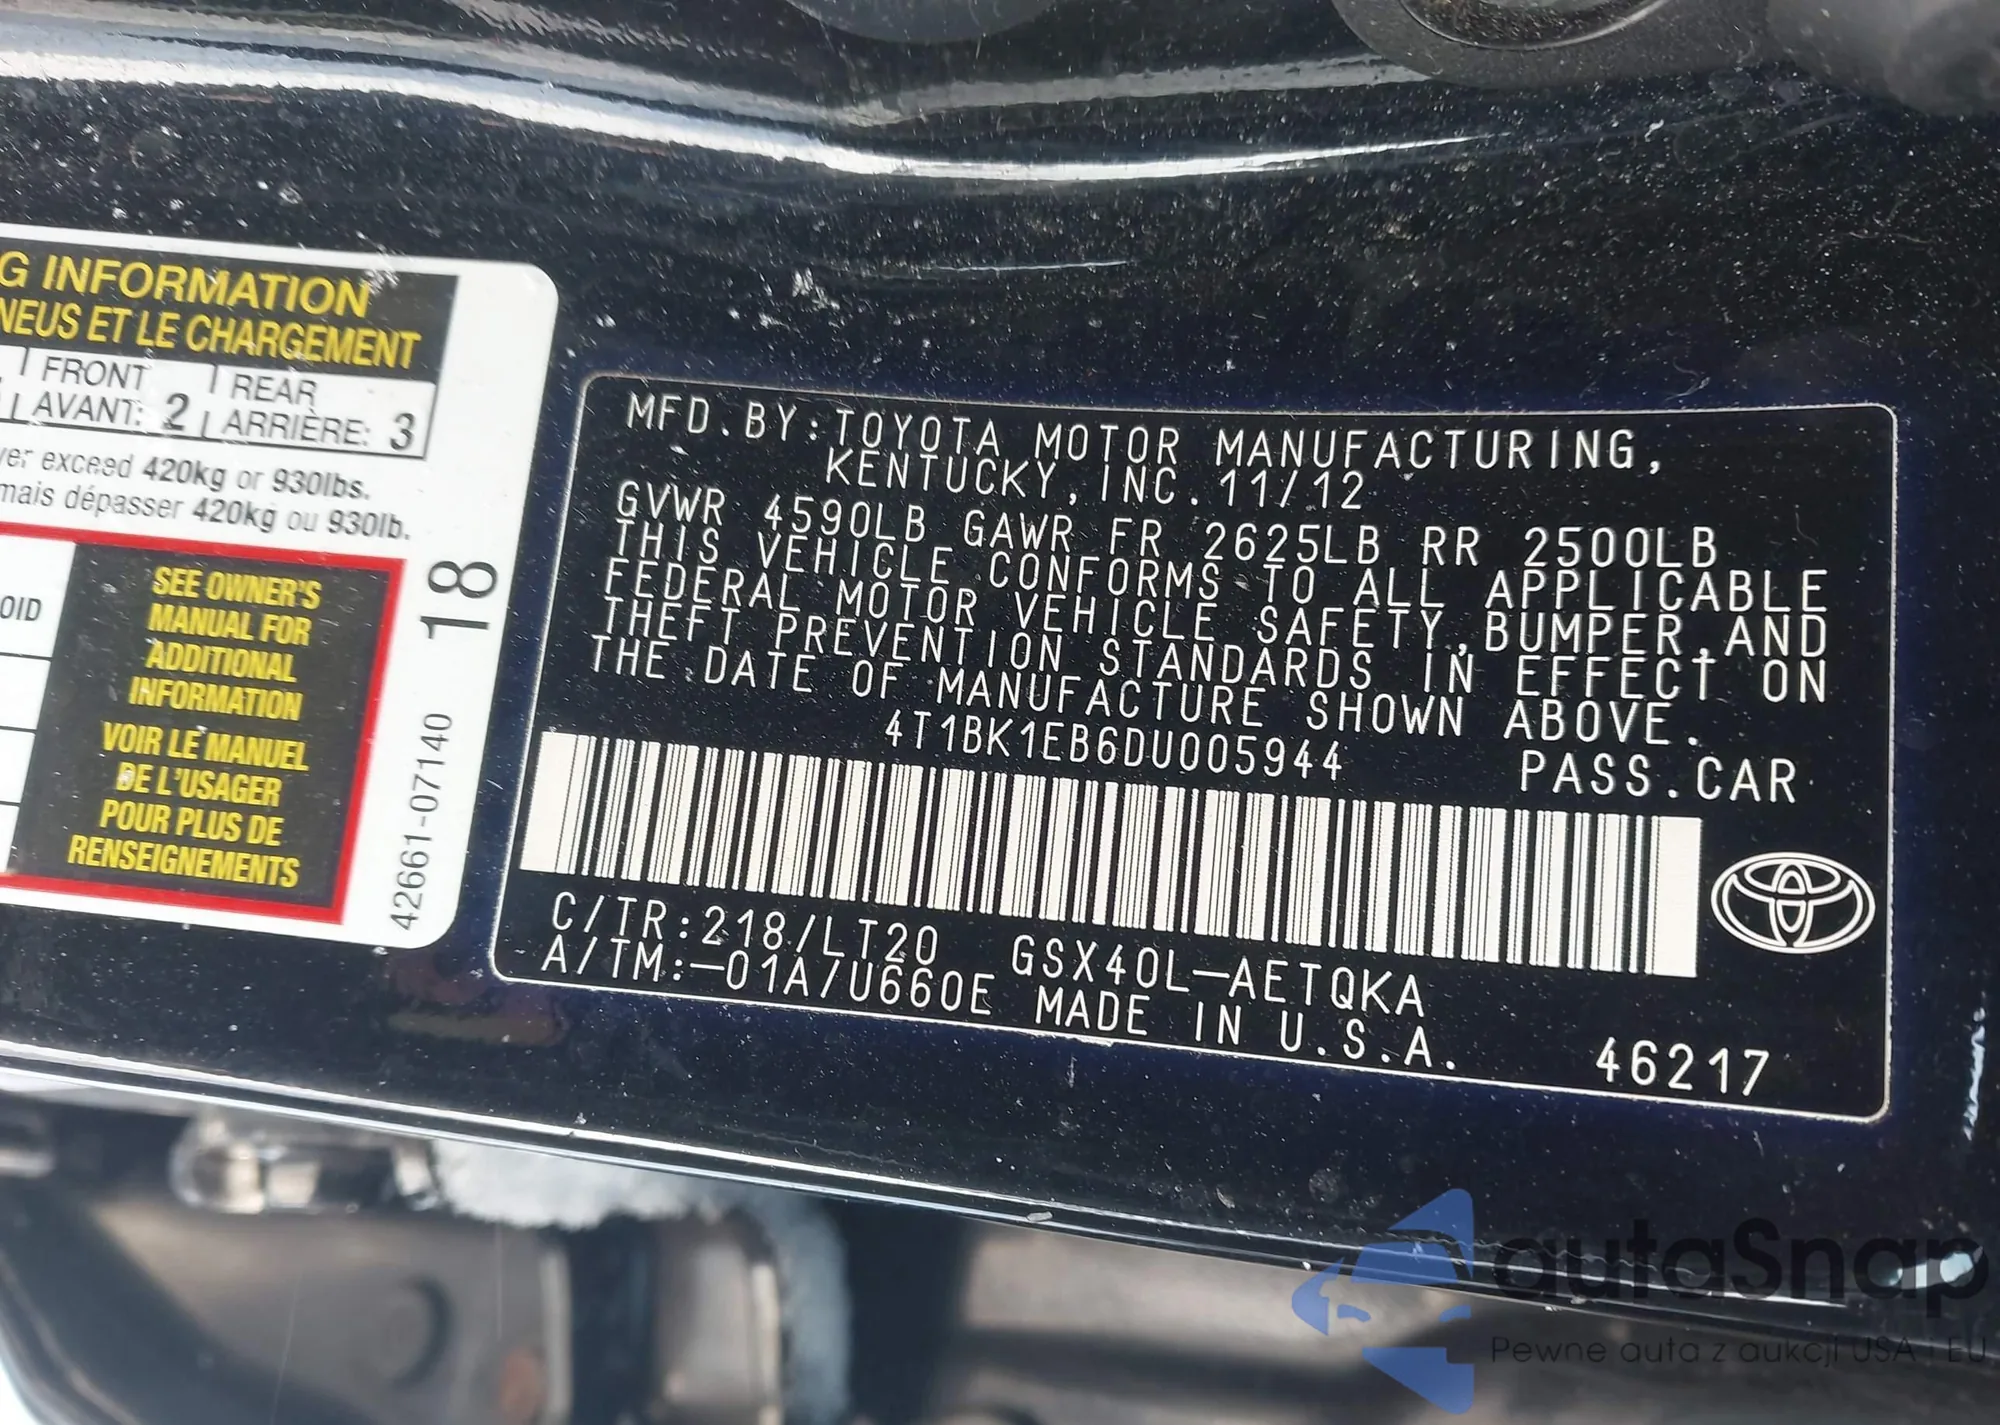 G INFORMATION
NEUS ET LE CHARGEMENT
FRONT REAR
AVANT: 2 ARRIÈRE: 3
ver exceed 420kg or 930lbs.
mais dépasser 420kg ou 930lb.
OID
SEE OWNER'S
MANUAL FOR
ADDITIONAL
INFORMATION
VOIR LE MANUEL
DE L'USAGER
POUR PLUS DE
RENSEIGNEMENTS
42661-07140 18
MFD.BY:TOYOTA MOTOR MANUFACTURING,
KENTUCKY, INC. 11/12
GVWR 4590LB GAWR FR 2625LB RR 2500LB
THIS VEHICLE CONFORMS TO ALL APPLICABLE
FEDERAL MOTOR VEHICLE SAFETY,BUMPER,AND
THEFT PREVENTION STANDARDS IN EFFECT ON
THE DATE OF MANUFACTURE SHOWN ABOVE.
4T1BK1EB6DU005944 PASS.CAR
C/TR:218/LT20 GSX40L-AETQKA
A/TM:-01A/U660E MADE IN U.S.A. 46217
autaSnap
Pewne auta z aukcji USA i EU